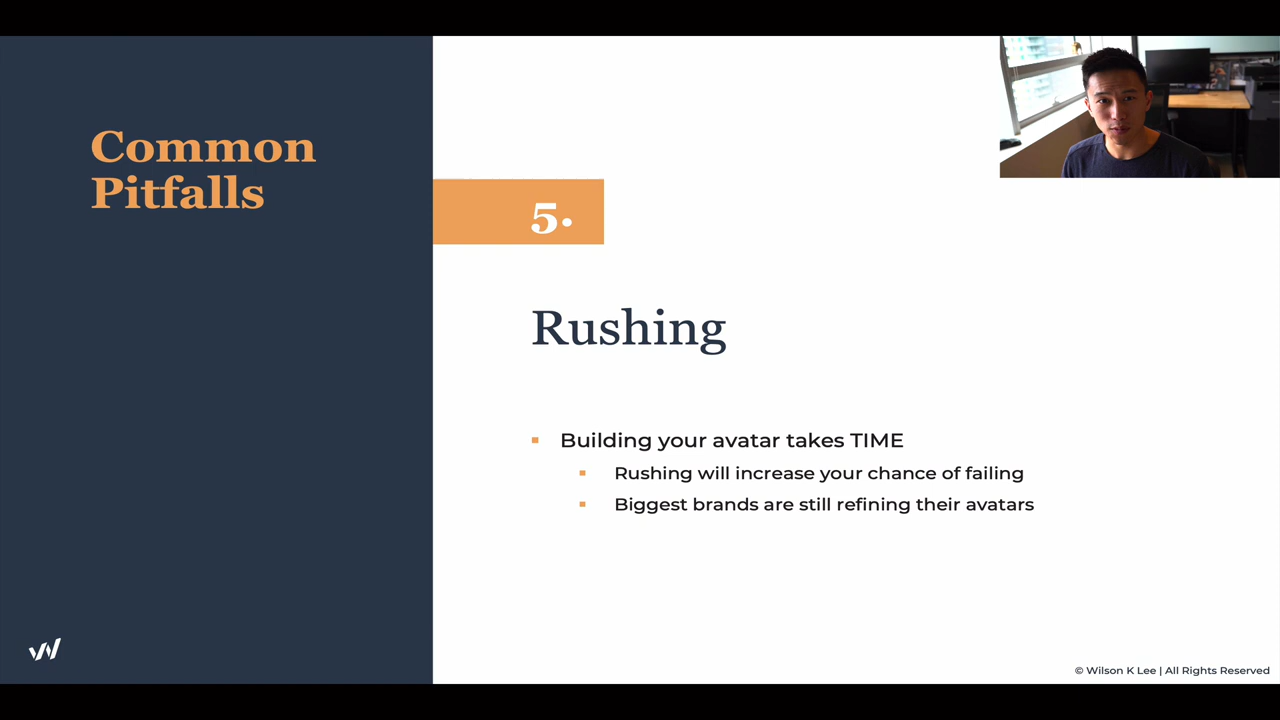 Common
Pitfalls
5.
Rushing
Building your avatar takes TIME
Rushing will increase your chance of failing
Biggest brands are still refining their avatars
© Wilson K Lee | All Rights Reserved